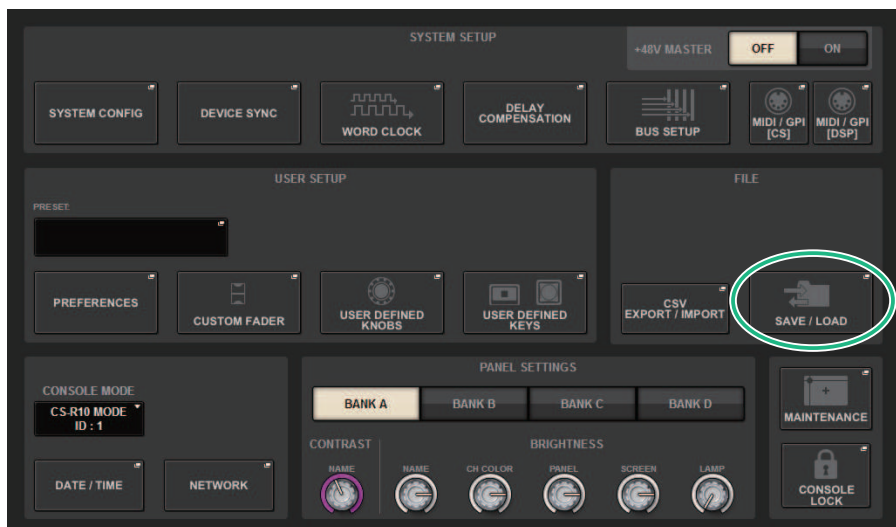 SYSTEM SETUP
+48V MASTER
OFF
ON
SYSTEM CONFIG
DEVICE SYNC
WORD CLOCK
DELAY
COMPENSATION
BUS SETUP
MIDI / GPI
[CS]
MIDI / GPI
[DSP]
USER SETUP
PRESET
PREFERENCES
CUSTOM FADER
USER DEFINED
KNOBS
USER DEFINED
KEYS
FILE
CSV
EXPORT / IMPORT
SAVE / LOAD
CONSOLE MODE
CS-R10 MODE
ID : 1
DATE / TIME
NETWORK
PANEL SETTINGS
BANK A
BANK B
BANK C
BANK D
CONTRAST
BRIGHTNESS
NAME
NAME
CH COLOR
PANEL
SCREEN
LAMP
MAINTENANCE
CONSOLE
LOCK